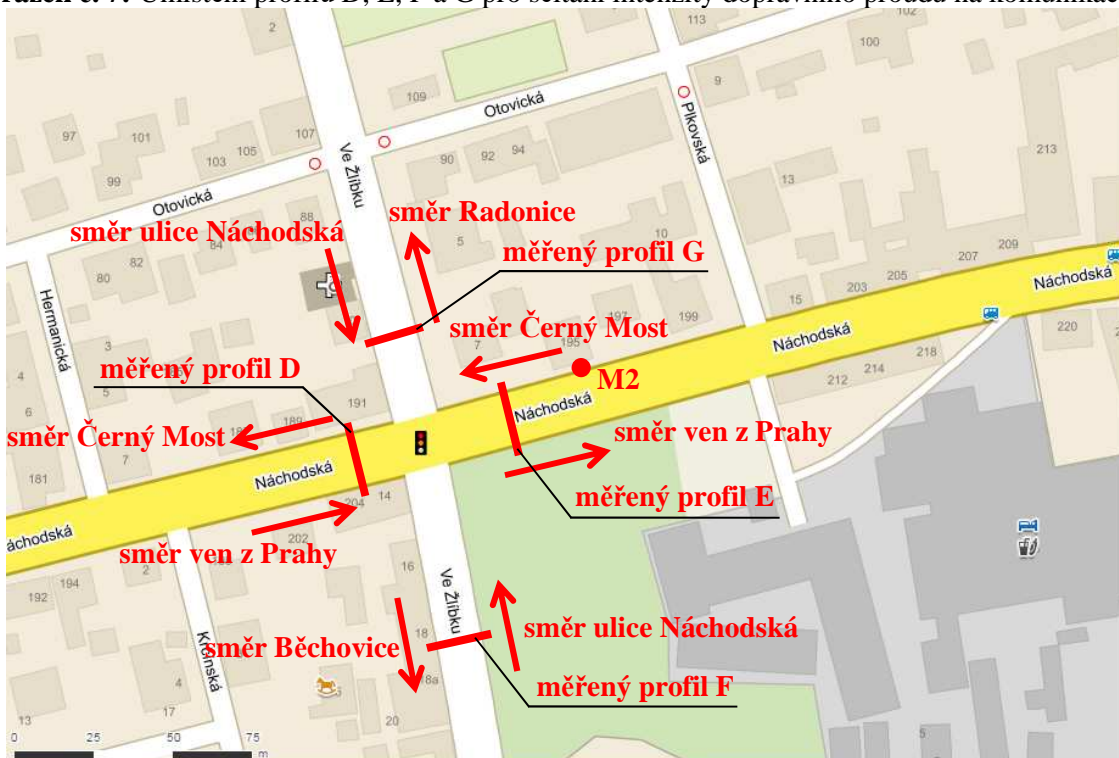 Umístění profilů D, E, F a G pro sčítání intenzity dopravního proudu na komunikac
2
113
102
100
9
109
Otovická
Plkovská
97
101
107
Ve Žlíbku
90
92
94
213
103
105
99
13
Otovická
88
84
směr Radonice
směr ulice Náchodská
82
80
5
10
měřený profil G
209
207
203
205
Náchodská
15
Hermanická
197
199
směr Černý Most
220
Náchodská
3
7
195
218
214
212
měřený profil D
M2
4
5
191
6
189
Náchodská
směr Černý Most
směr ven z Prahy
7
181
Náchodská
204
14
měřený profil E
áchodská
202
směr ven z Prahy
2
16
194
192
Ve Žlíbku
18
směr ulice Náchodská
směr Běchovice
18a
měřený profil F
4
17
20
13
5
0
25
50
75
m